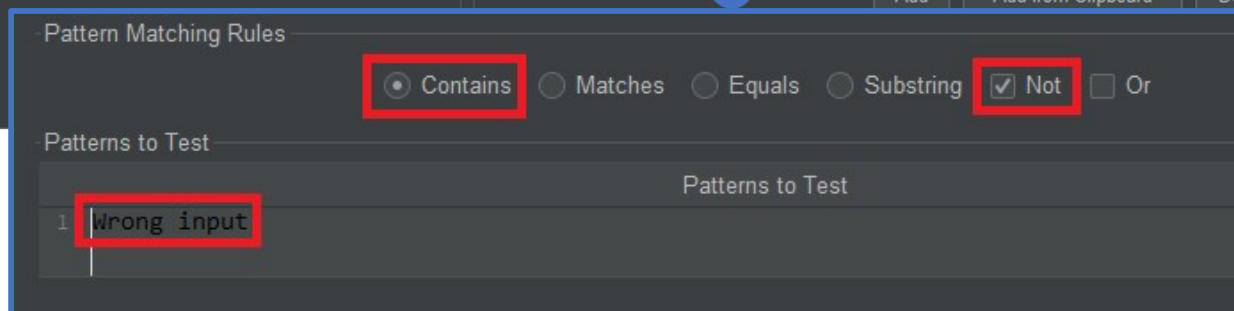 Pattern Matching Rules
Contains Matches Equals Substring Not Or
Patterns to Test
Patterns to Test
1 Wrong input